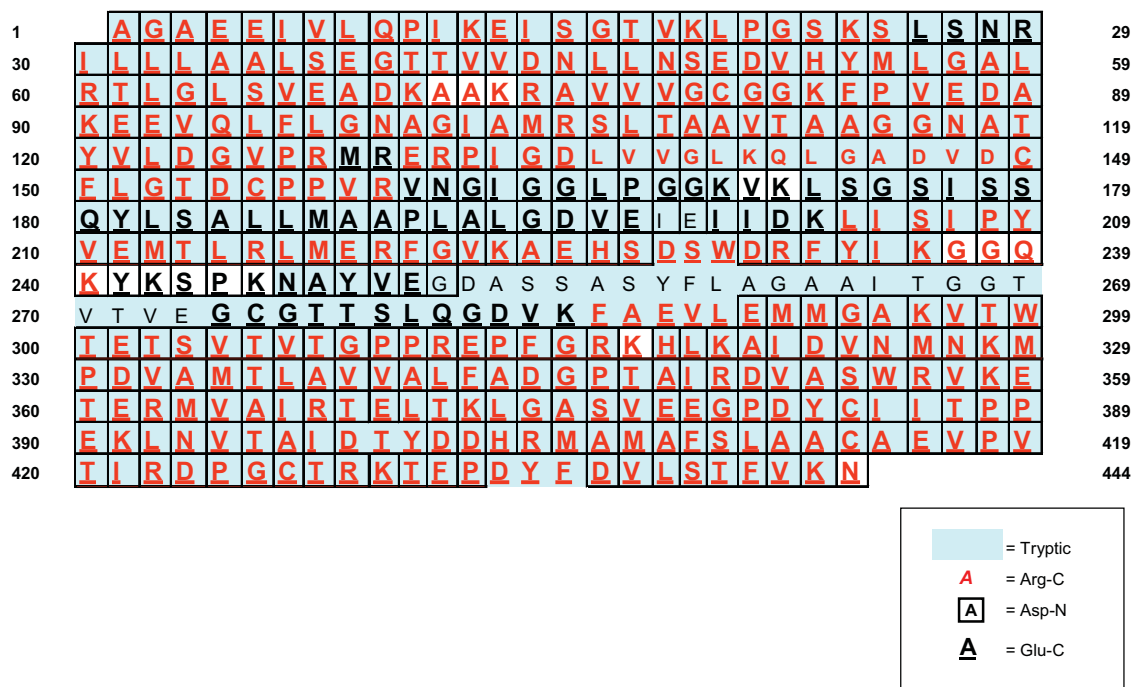 1 A G A E E I V L Q P I K E I S G T V K L P G S K S L S N R 29
30 I L L L A A L S E G T T V V D N L L N S E D V H Y M L G A L 59
60 R T L G L S V E A D K A A K R A V V V G C G G K F P V E D A 89
90 K E E V Q L F L G N A G I A M R S L T A A V T A A G G N A T 119
120 Y V L D G V P R M R E R P I G D L V V G L K Q L G A D V D C 149
150 F L G T D C P P V R V N G I G G L P G G K V K L S G S I S S 179
180 Q Y L S A L L M A A P L A L G D V E I E I I D K L I S I P Y 209
210 V E M T L R L M E R F G V K A E H S D S W D R F Y I K G G Q 239
240 K Y K S P K N A Y V E G D A S S A S Y F L A G A A I T G G T 269
270 V T V E G C G T T S L Q G D V K F A E V L E M M G A K V T W 299
300 T E T S V T V T G P P R E P F G R K H L K A I D V N M N K M 329
330 P D V A M T L A V V A L F A D G P T A I R D V A S W R V K E 359
360 T E R M V A I R T E L T K L G A S V E E G P D Y C I I T P P 389
390 E K L N V T A I D T Y D D H R M A M A F S L A A C A E V P V 419
420 T I R D P G C T R K T F P D Y F D V L S T F V K N 444
= Tryptic
A = Arg-C
A = Asp-N
A = Glu-C